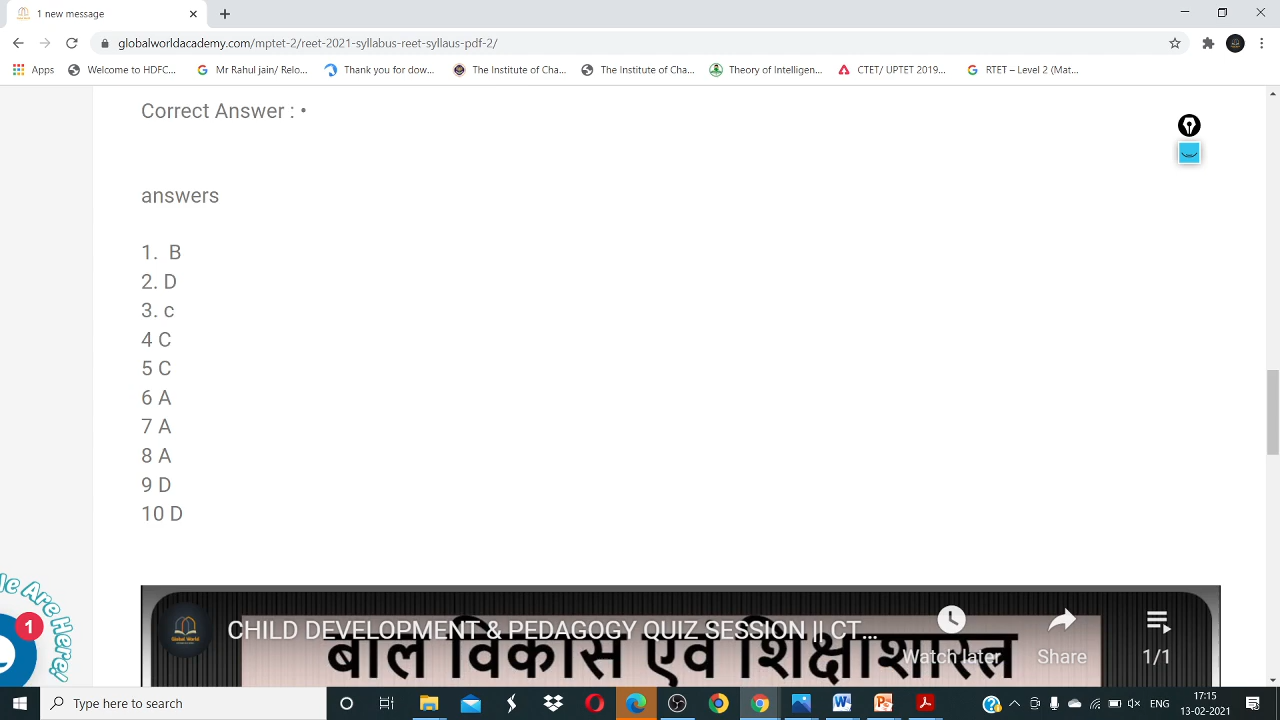 1 new message
globalworldacademy.com/mptet-2/reet-2021-syllabus-reet-syllaus-pdf-2/
Apps Welcome to HDFC... Mr Rahul jain/ Relo... Thank you for dow... The Institute of Cha... The Institute of Cha... Theory of Intelligen... CTET/ UPTET 2019... RTET – Level 2 (Mat...
Correct Answer : •
answers
1. B
2. D
3. c
4 C
5 C
6 A
7 A
8 A
9 D
10 D
We Are Here!
1
Global World
CHILD DEVELOPMENT & PEDAGOGY QUIZ SESSION || CT...
बाल विकास एवं शिक्षाशास्त्र
Watch later Share 1/1
Type here to search
ENG
17:15
13-02-2021